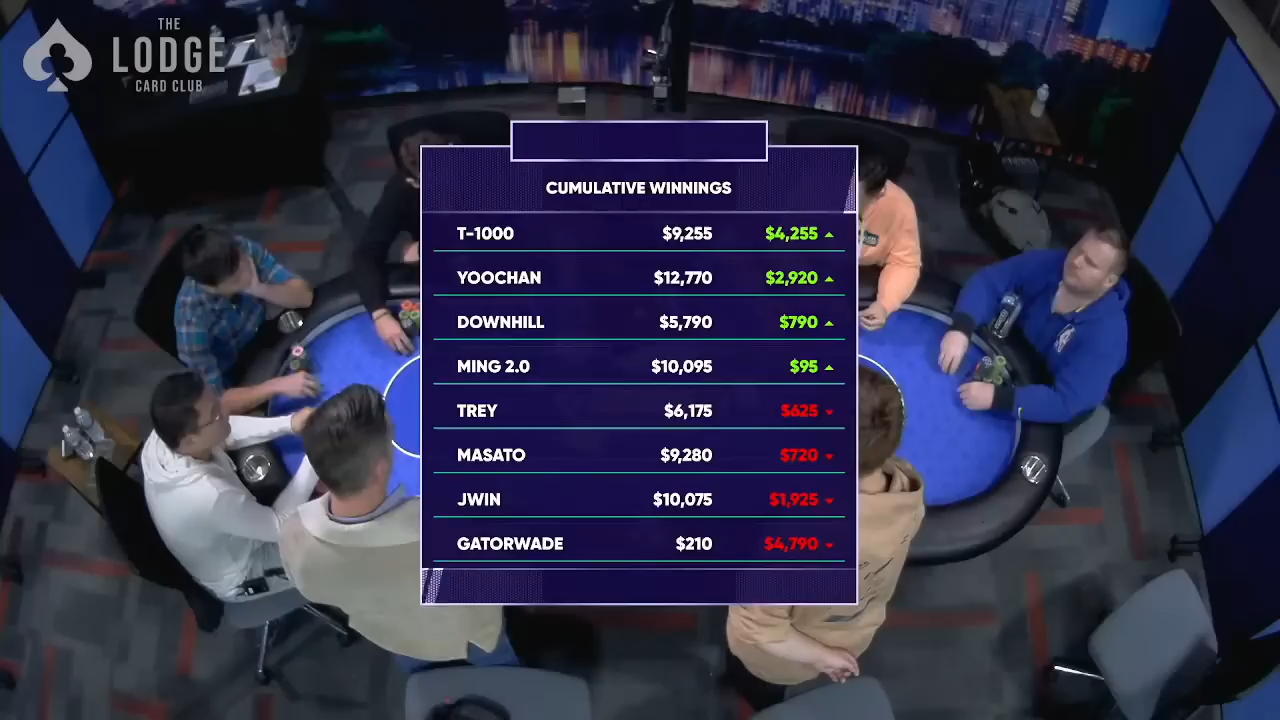 THE
LODGE
CARD CLUB
CUMULATIVE WINNINGS
T-1000 $9,255 $4,255
YOOCHAN $12,770 $2,920
DOWNHILL $5,790 $790
MING 2.0 $10,095 $95
TREY $6,175 $625
MASATO $9,280 $720
JWIN $10,075 $1,925
GATORWADE $210 $4,790